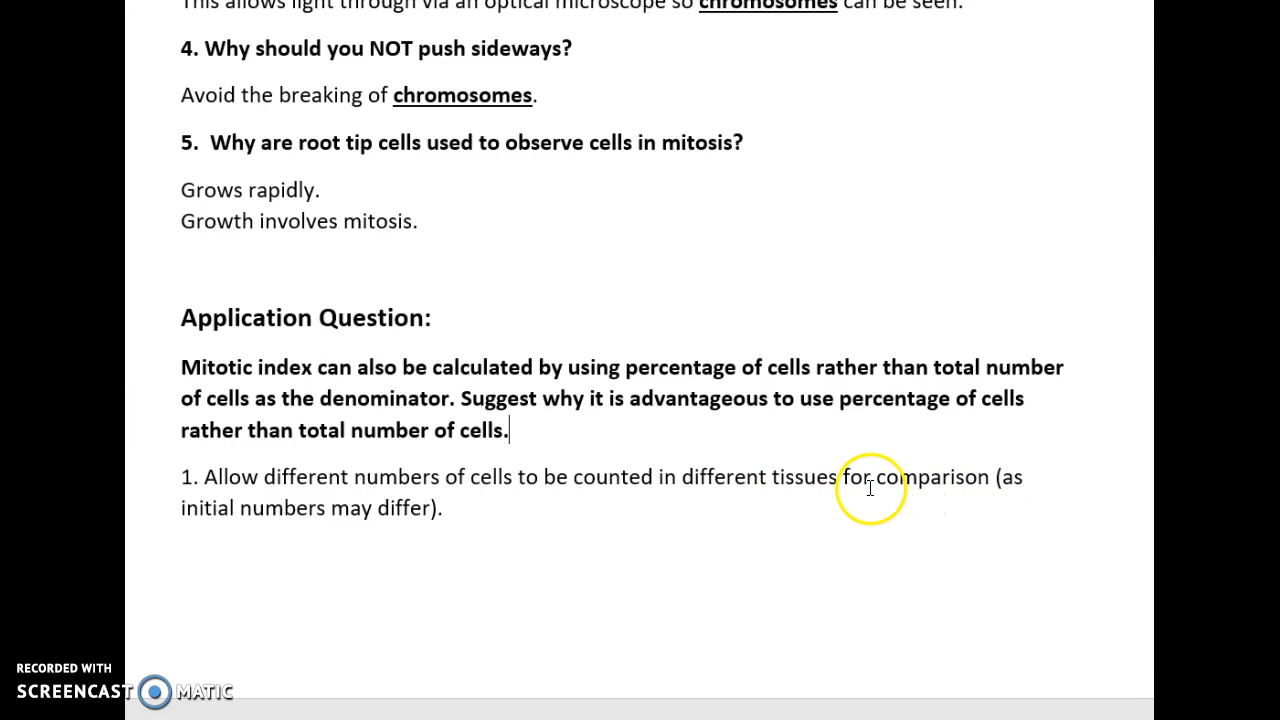 This allows light through via an optical microscope so chromosomes can be seen.
4. Why should you NOT push sideways?
Avoid the breaking of chromosomes.
5.  Why are root tip cells used to observe cells in mitosis?
Grows rapidly.
Growth involves mitosis.
Application Question:
Mitotic index can also be calculated by using percentage of cells rather than total number
of cells as the denominator. Suggest why it is advantageous to use percentage of cells
rather than total number of cells.
1. Allow different numbers of cells to be counted in different tissues for comparison (as
initial numbers may differ).
RECORDED WITH
SCREENCAST MATIC